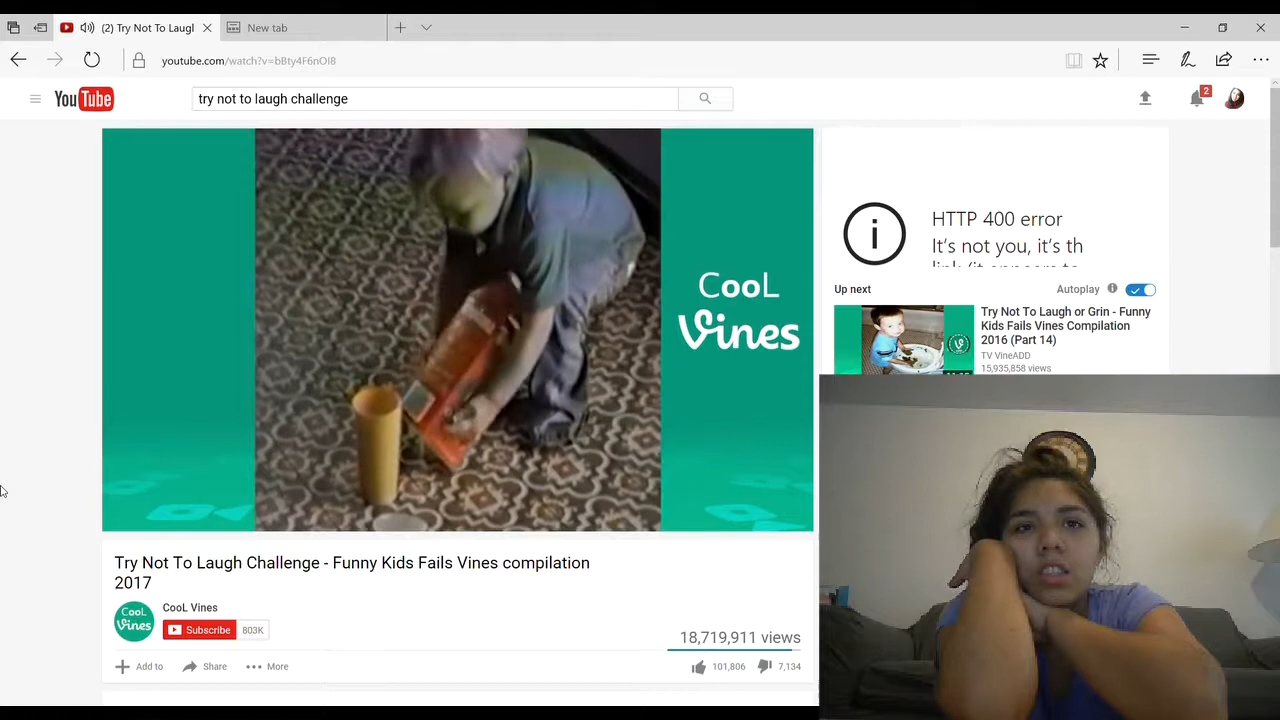 (2) Try Not To Laugh
New tab
youtube.com/watch?v=bBty4F6nOI8
YouTube
try not to laugh challenge
2
CooL
Vines
HTTP 400 error
It's not you, it's th
Up next
Autoplay
Try Not To Laugh or Grin - Funny
Kids Fails Vines Compilation
2016 (Part 14)
TV VineADD
15,935,858 views
Try Not To Laugh Challenge - Funny Kids Fails Vines compilation
2017
CooL
Vines
CooL Vines
Subscribe 803K
18,719,911 views
Add to Share More
101,806 7,134